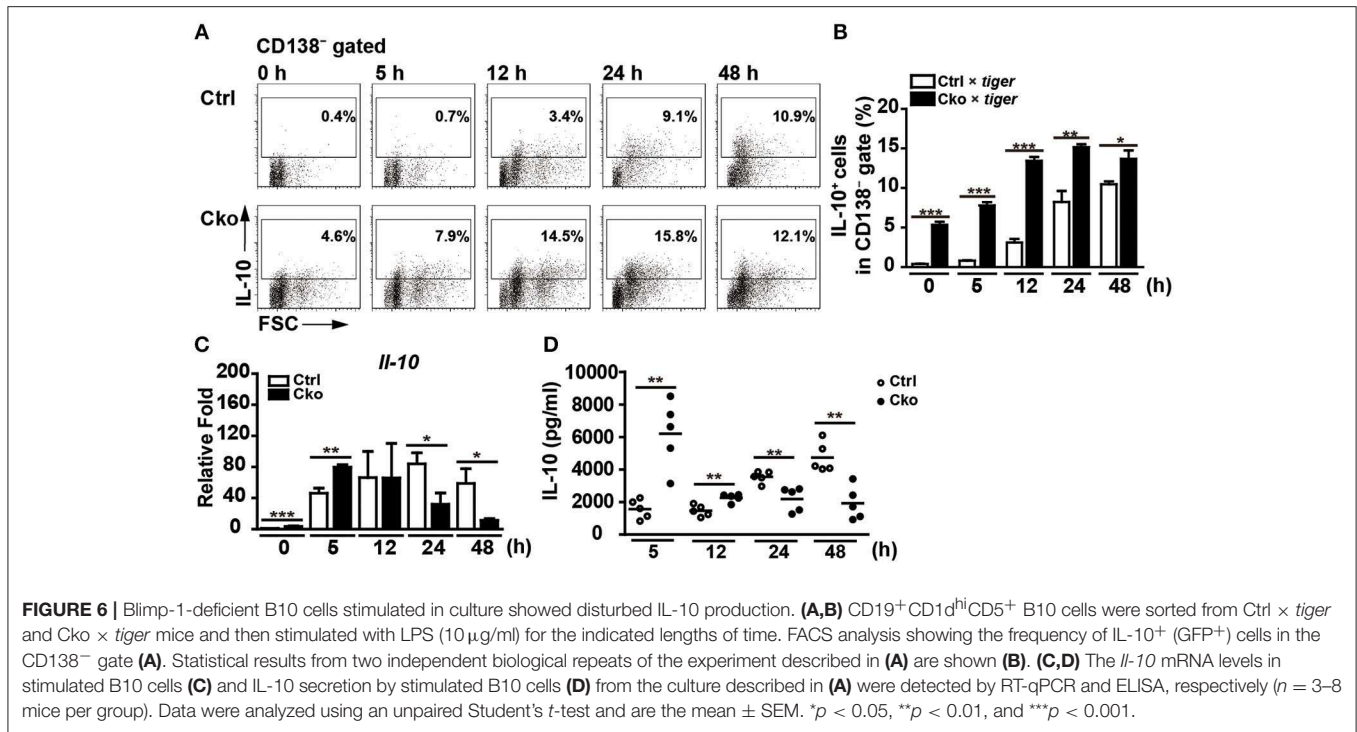 A
CD138⁻ gated
0 h 5 h 12 h 24 h 48 h
Ctrl
0.4% 0.7% 3.4% 9.1% 10.9%
Cko
4.6% 7.9% 14.5% 15.8% 12.1%
IL-10
FSC
B
Ctrl × tiger
Cko × tiger
IL-10⁺ cells
in CD138⁻ gate (%)
20
15
10
5
0
*** *** *** ** *
0 5 12 24 48 (h)
C
Il-10
Ctrl
Cko
Relative Fold
200
160
120
80
40
0
*** ** * *
0 5 12 24 48 (h)
D
Ctrl
Cko
IL-10 (pg/ml)
10000
8000
6000
4000
2000
0
** ** ** **
5 12 24 48 (h)
FIGURE 6 | Blimp-1-deficient B10 cells stimulated in culture showed disturbed IL-10 production. (A,B) CD19+CD1dhiCD5+ B10 cells were sorted from Ctrl × tiger
and Cko × tiger mice and then stimulated with LPS (10 μg/ml) for the indicated lengths of time. FACS analysis showing the frequency of IL-10+ (GFP+) cells in the
CD138− gate (A). Statistical results from two independent biological repeats of the experiment described in (A) are shown (B). (C,D) The Il-10 mRNA levels in
stimulated B10 cells (C) and IL-10 secretion by stimulated B10 cells (D) from the culture described in (A) were detected by RT-qPCR and ELISA, respectively (n = 3–8
mice per group). Data were analyzed using an unpaired Student's t-test and are the mean ± SEM. *p < 0.05, **p < 0.01, and ***p < 0.001.